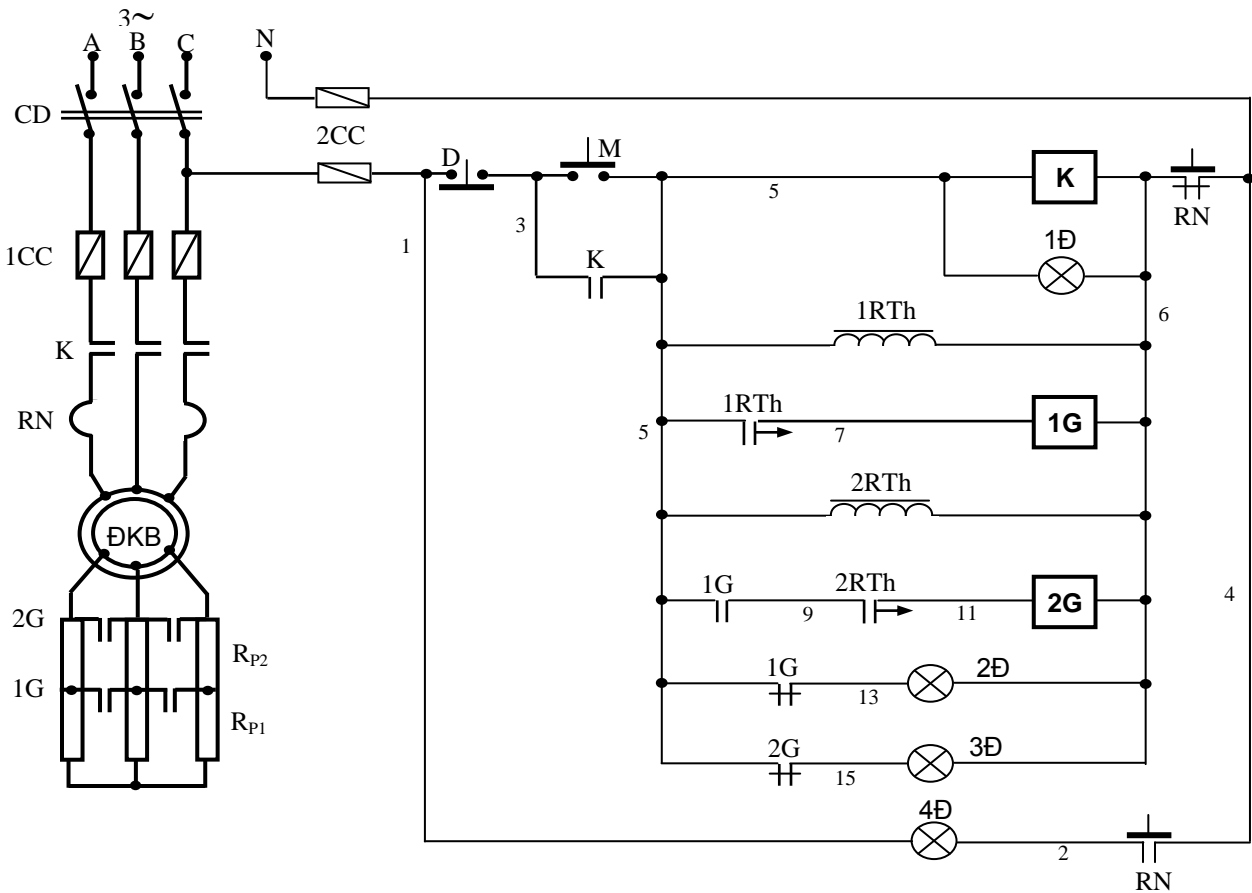 3~
A B C N
CD
2CC
D M
5 K
RN
1
3
1Đ
1CC
K
6
1RTh
K
RN
1RTh
5 7 1G
2RTh
ĐKB
1G 2RTh
9 11 2G
4
2G
R_P2
1G
1G 2Đ
13
R_P1
2G 3Đ
15
4Đ
2
RN